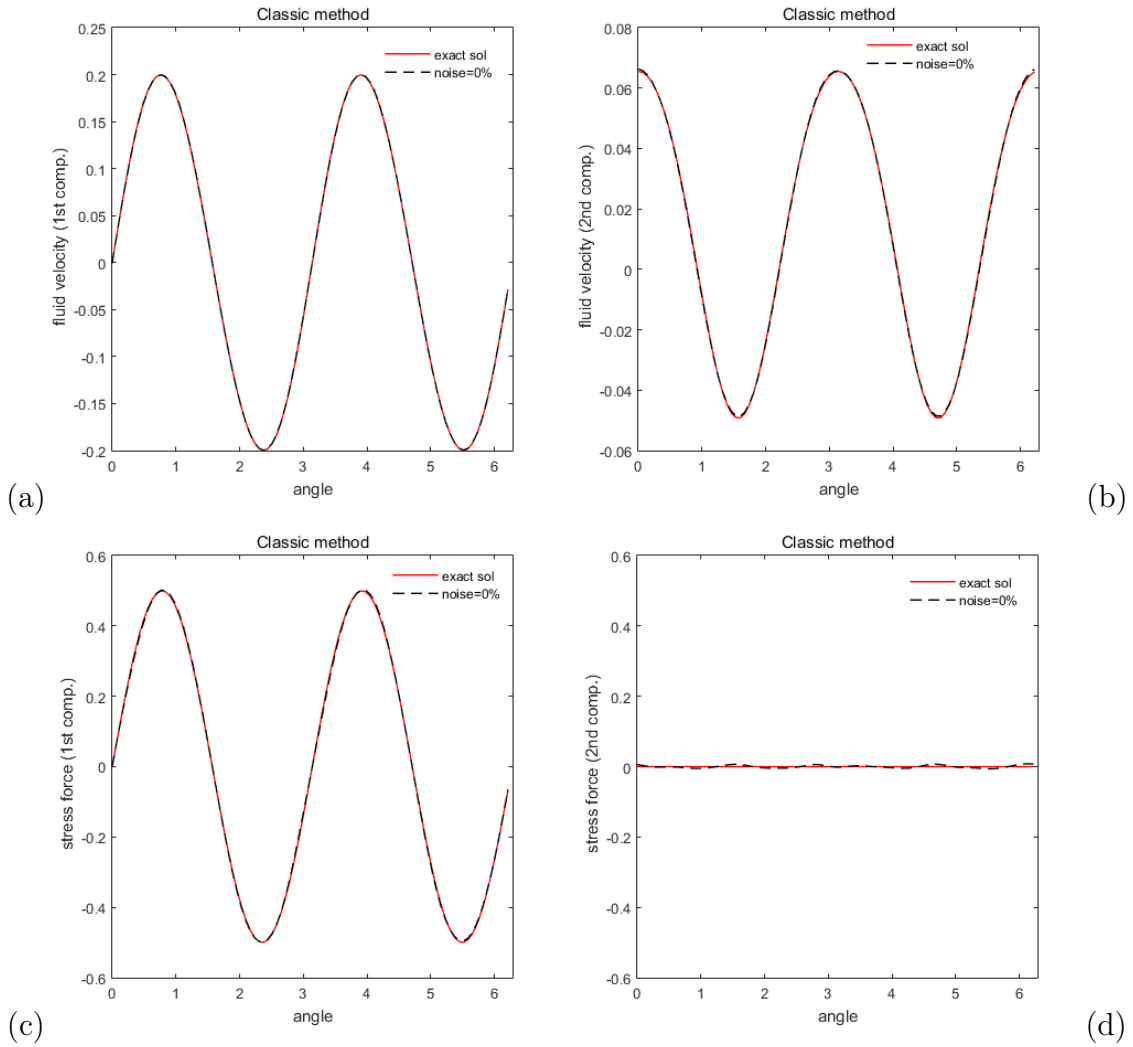 Classic method
0.25
0.2
0.15
0.1
0.05
0
-0.05
-0.1
-0.15
-0.2
fluid velocity (1st comp.)
exact sol
noise=0%
0 1 2 3 4 5 6
angle
(a)
Classic method
0.08
0.06
0.04
0.02
0
-0.02
-0.04
-0.06
fluid velocity (2nd comp.)
exact sol
noise=0%
0 1 2 3 4 5 6
angle
(b)
Classic method
0.6
0.4
0.2
0
-0.2
-0.4
-0.6
stress force (1st comp.)
exact sol
noise=0%
0 1 2 3 4 5 6
angle
(c)
Classic method
0.6
0.4
0.2
0
-0.2
-0.4
-0.6
stress force (2nd comp.)
exact sol
noise=0%
0 1 2 3 4 5 6
angle
(d)